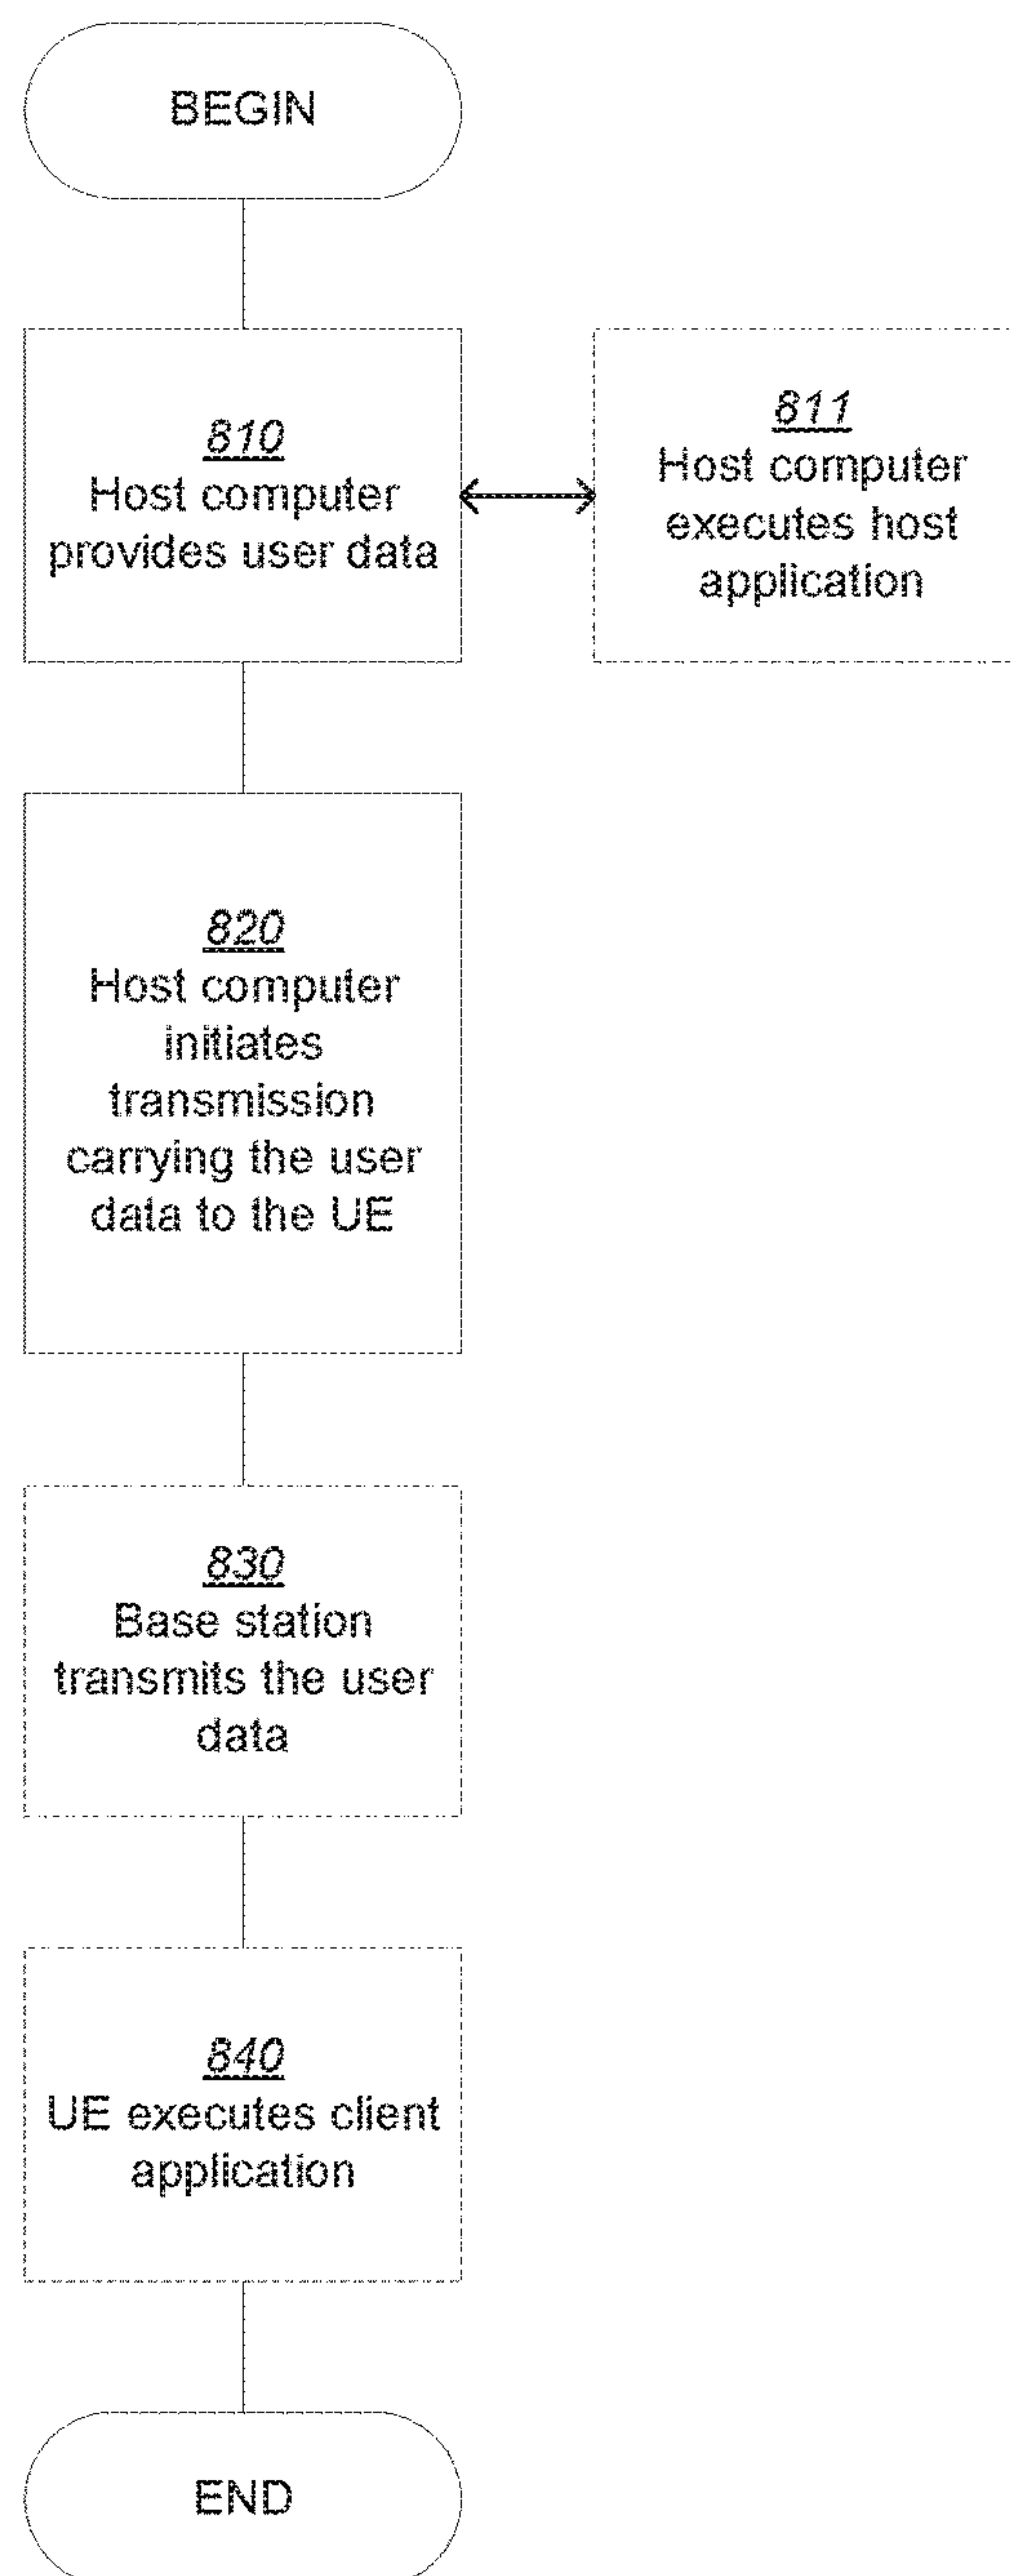 BEGIN
810
Host computer
provides user data
811
Host computer
executes host
application
820
Host computer
initiates
transmission
carrying the user
data to the UE
830
Base station
transmits the user
data
840
UE executes client
application
END